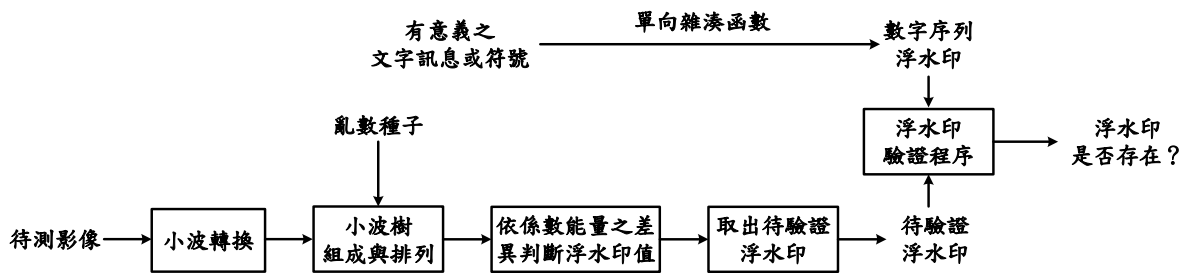 有意義之
文字訊息或符號
單向雜湊函數
數字序列
浮水印
亂數種子
浮水印
驗證程序
浮水印
是否存在？
待測影像
小波轉換
小波樹
組成與排列
依係數能量之差
異判斷浮水印值
取出待驗證
浮水印
待驗證
浮水印